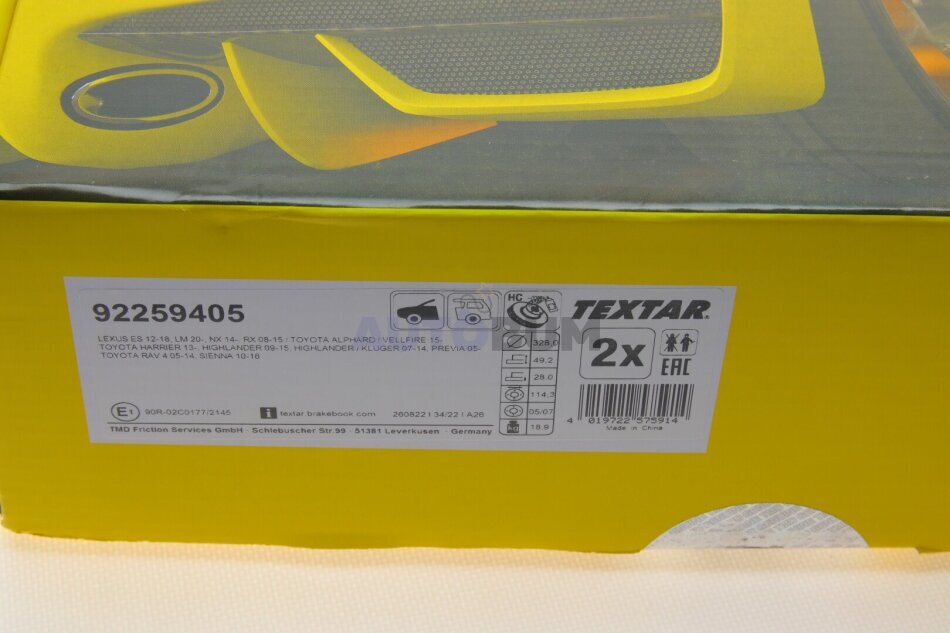 92259405
HC
TEXTAR®
AUTODUM
LEXUS ES 12-18, LM 20-, NX 14-  RX 08-15 / TOYOTA ALPHARD / VELLFIRE 15-
TOYOTA HARRIER 13-, HIGHLANDER 09-15, HIGHLANDER / KLUGER 07-14, PREVIA 05-
TOYOTA RAV 4 05-14, SIENNA 10-18
328,0
49,2
28,0
114,3
05/07
KG
18,9
2x
EAC
E1
90R-02C0177/2145
i textar.brakebook.com
260822 I 34/22 I A26
4 019722 575914
Made in China
TMD Friction Services GmbH · Schlebuscher Str.99 · 51381 Leverkusen · Germany